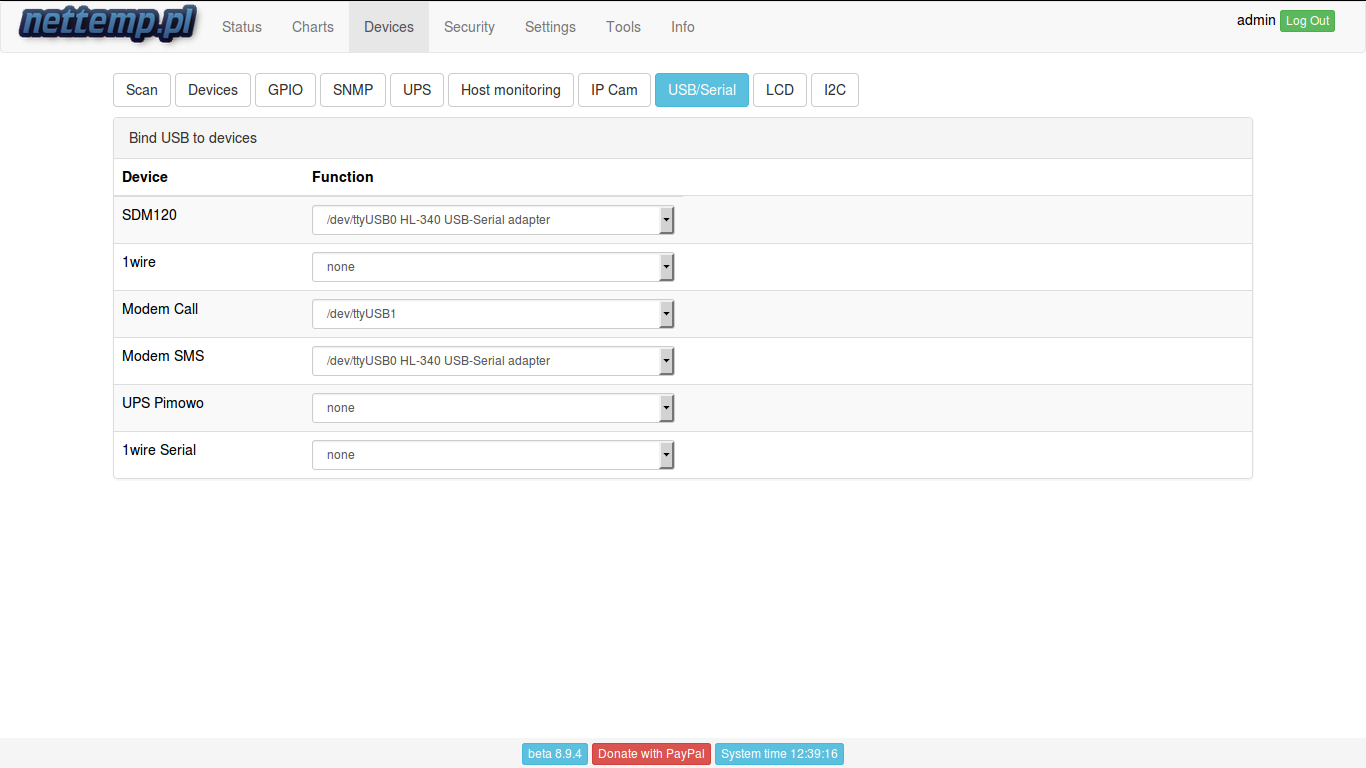 nettemp.pl Status Charts Devices Security Settings Tools Info admin Log Out
Scan Devices GPIO SNMP UPS Host monitoring IP Cam USB/Serial LCD I2C
Bind USB to devices
Device Function
SDM120 /dev/ttyUSB0 HL-340 USB-Serial adapter
1wire none
Modem Call /dev/ttyUSB1
Modem SMS /dev/ttyUSB0 HL-340 USB-Serial adapter
UPS Pimowo none
1wire Serial none
beta 8.9.4 Donate with PayPal System time 12:39:16